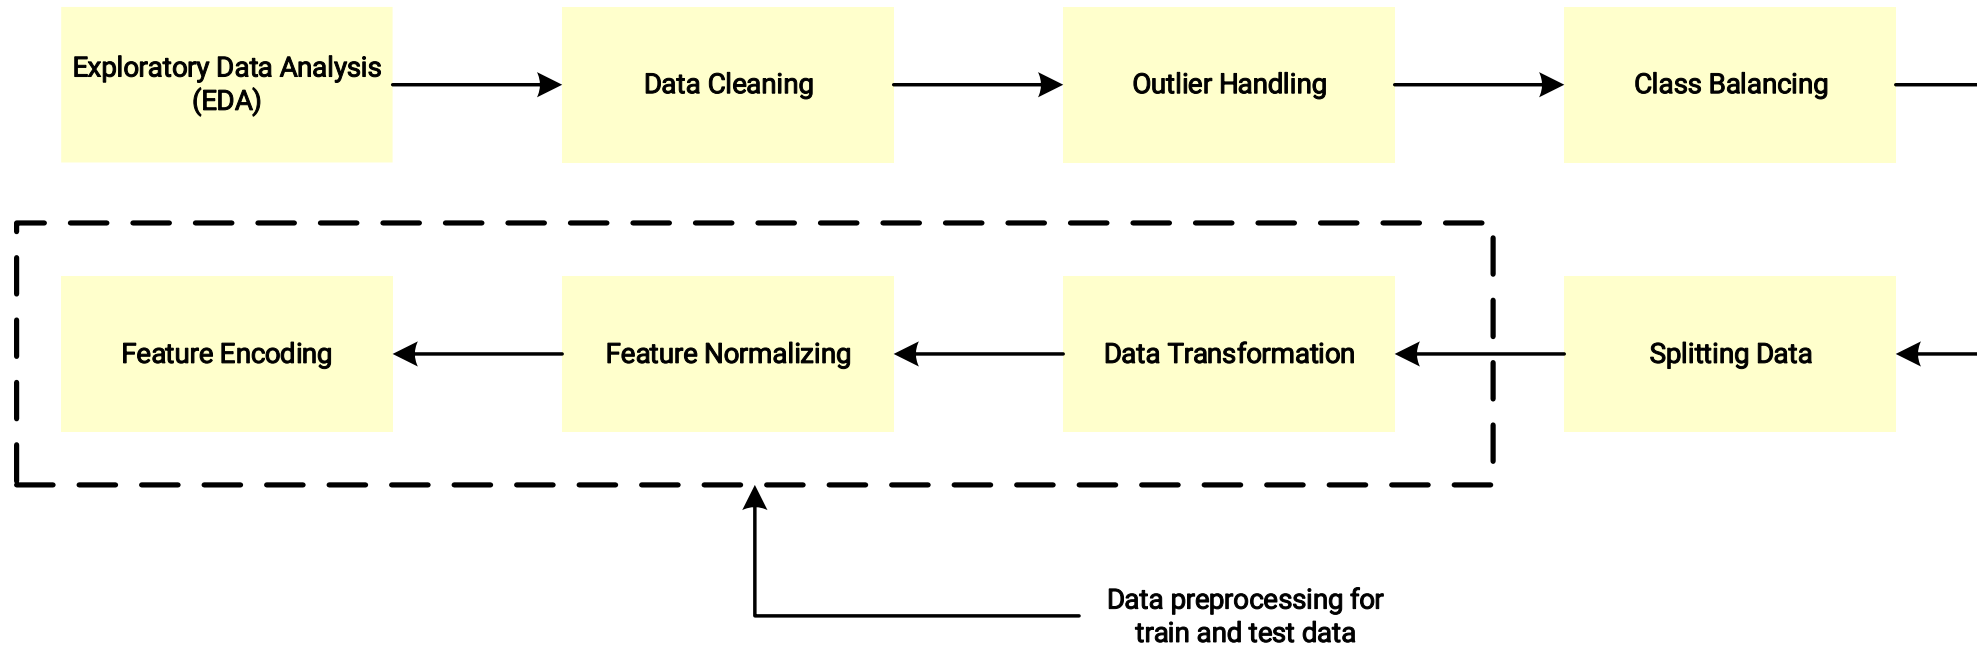 Exploratory Data Analysis
(EDA)
Data Cleaning
Outlier Handling
Class Balancing
Splitting Data
Data Transformation
Feature Normalizing
Feature Encoding
Data preprocessing for
train and test data